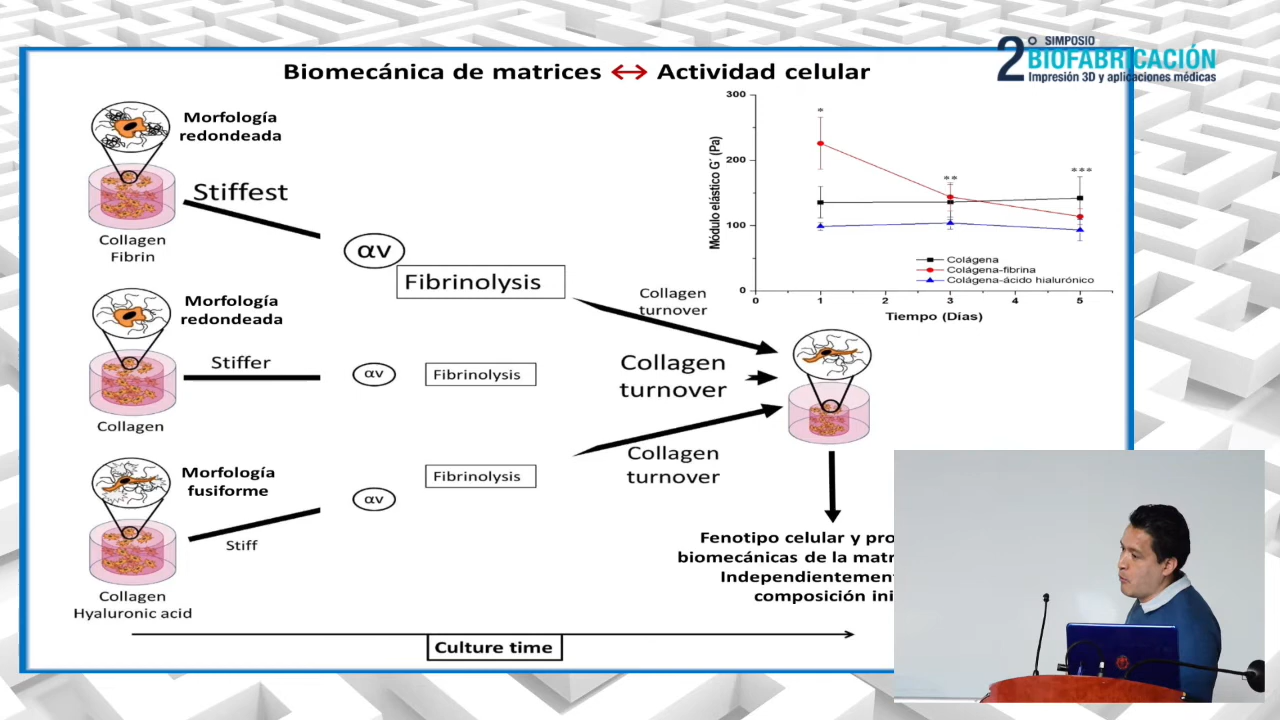 2° SIMPOSIO
BIOFABRICACIÓN
Impresión 3D y aplicaciones médicas
Biomecánica de matrices ↔ Actividad celular
Morfología
redondeada
Stiffest
Collagen
Fibrin
αv
Fibrinolysis
Morfología
redondeada
Stiffer
Collagen
αv
Fibrinolysis
Morfología
fusiforme
Stiff
Collagen
Hyaluronic acid
αv
Fibrinolysis
Collagen
turnover
Collagen
turnover
Collagen
turnover
300
200
100
0
Módulo elástico G´ (Pa)
*
**
***
Colágena
Colágena-fibrina
Colágena-ácido hialurónico
0 1 2 3 4 5
Tiempo (Días)
Fenotipo celular y pro
biomecánicas de la matr
Independientemen
composición ini
Culture time